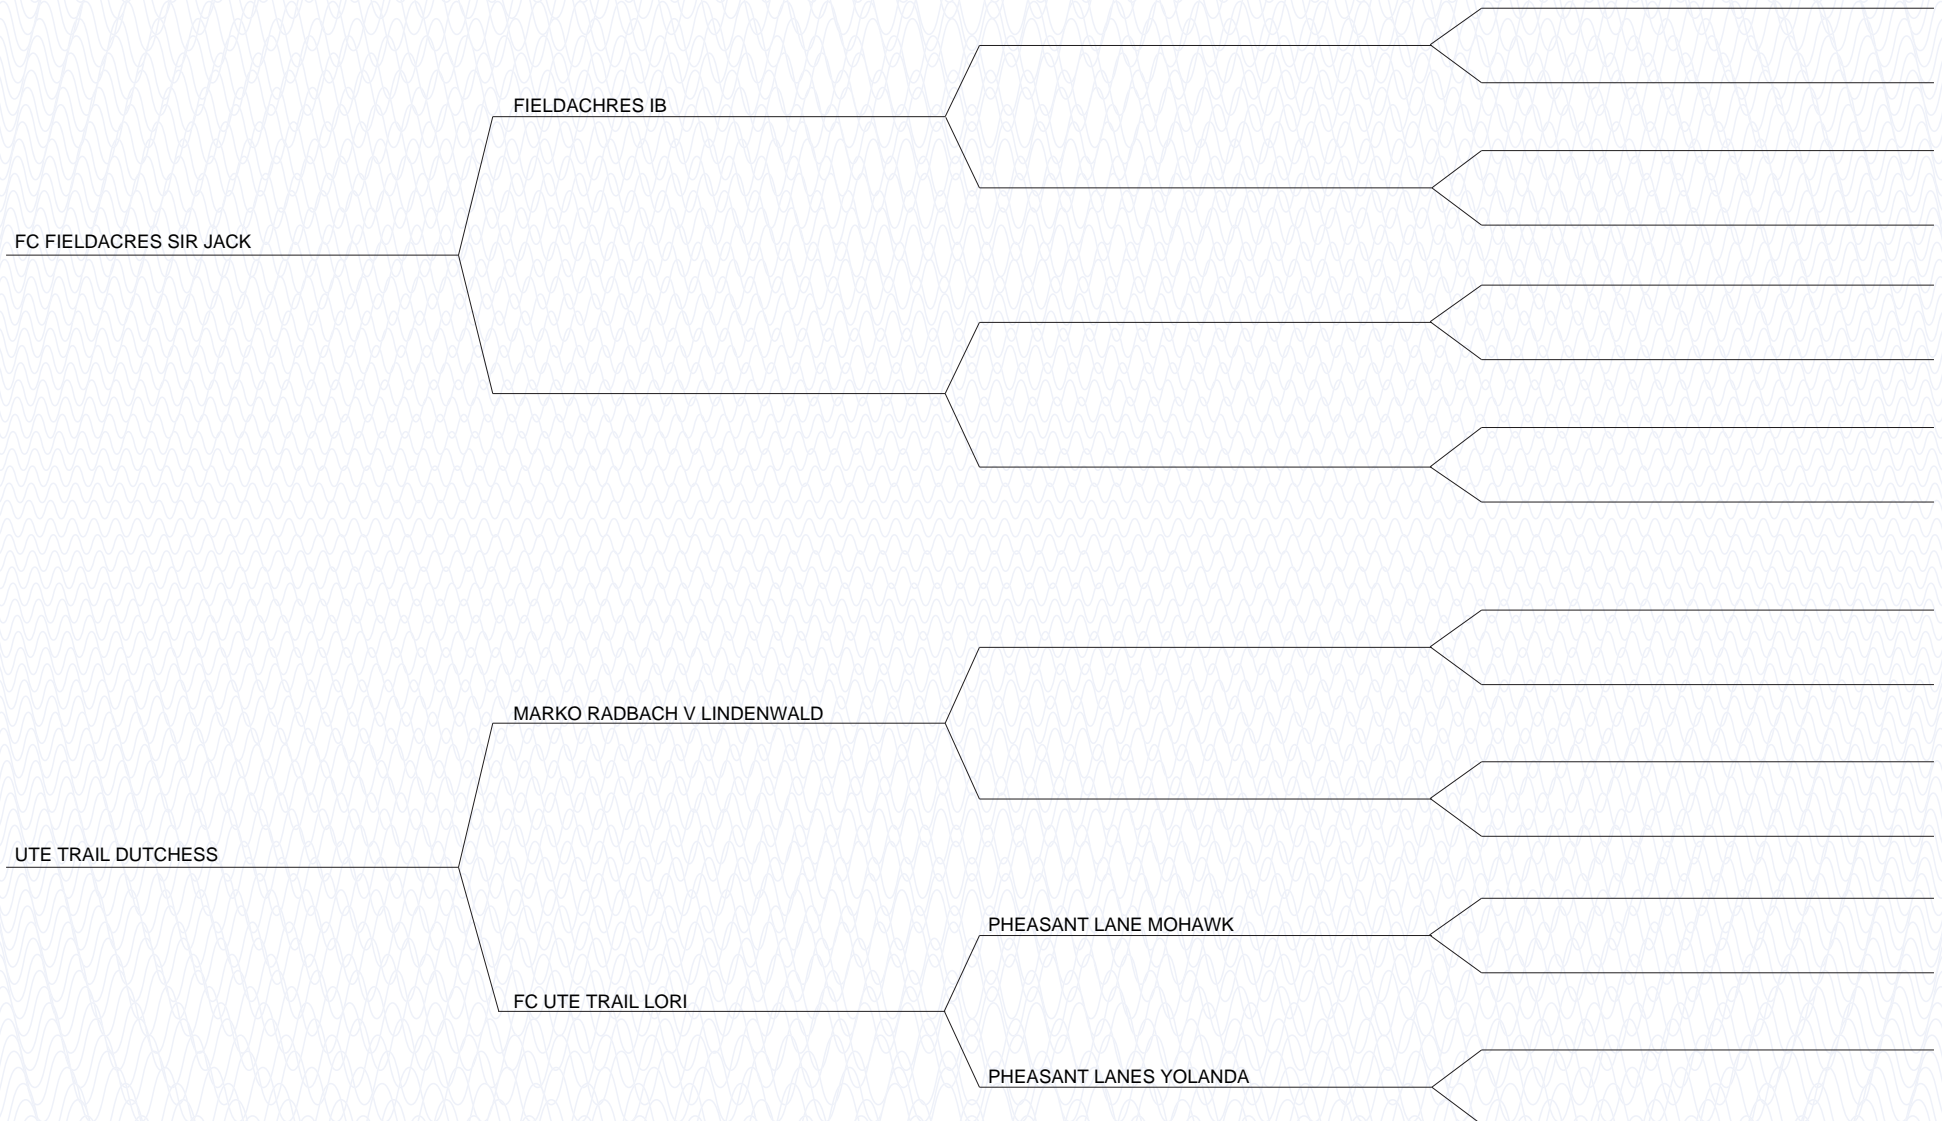 FIELDACHRES IB
FC FIELDACRES SIR JACK
MARKO RADBACH V LINDENWALD
UTE TRAIL DUTCHESS
PHEASANT LANE MOHAWK
FC UTE TRAIL LORI
PHEASANT LANES YOLANDA